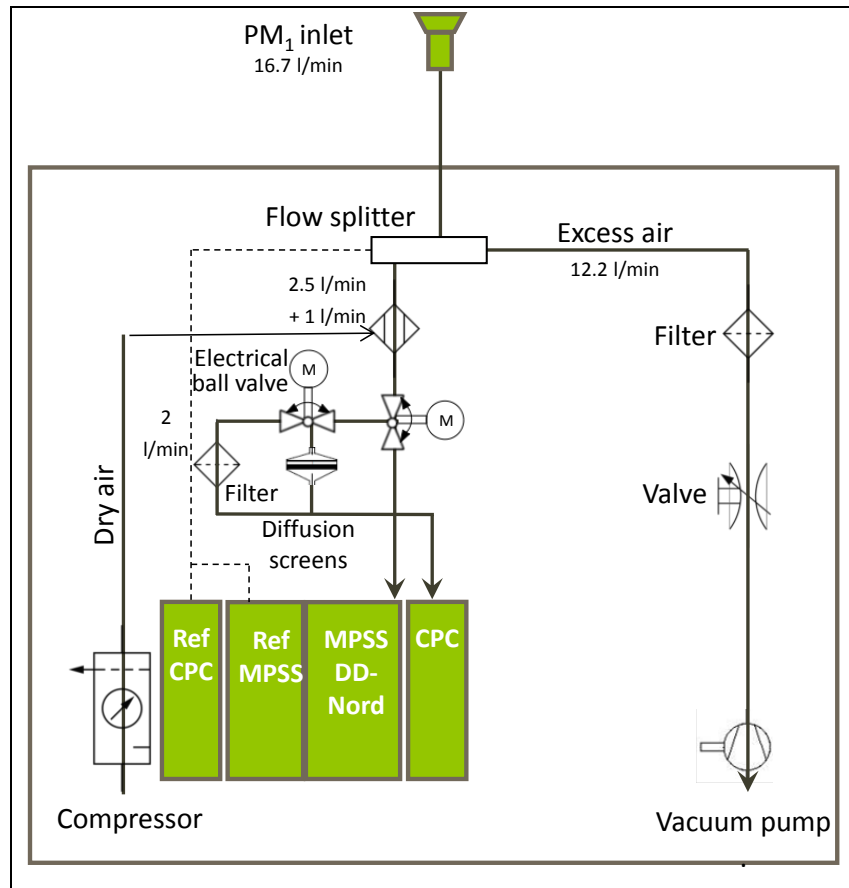 PM₁ inlet
16.7 l/min
Flow splitter
Excess air
12.2 l/min
2.5 l/min
+ 1 l/min
Electrical
ball valve
M
M
Filter
2
l/min
Filter
Valve
Dry air
Diffusion
screens
Ref
CPC
Ref
MPSS
MPSS
DD-
Nord
CPC
Compressor
Vacuum pump